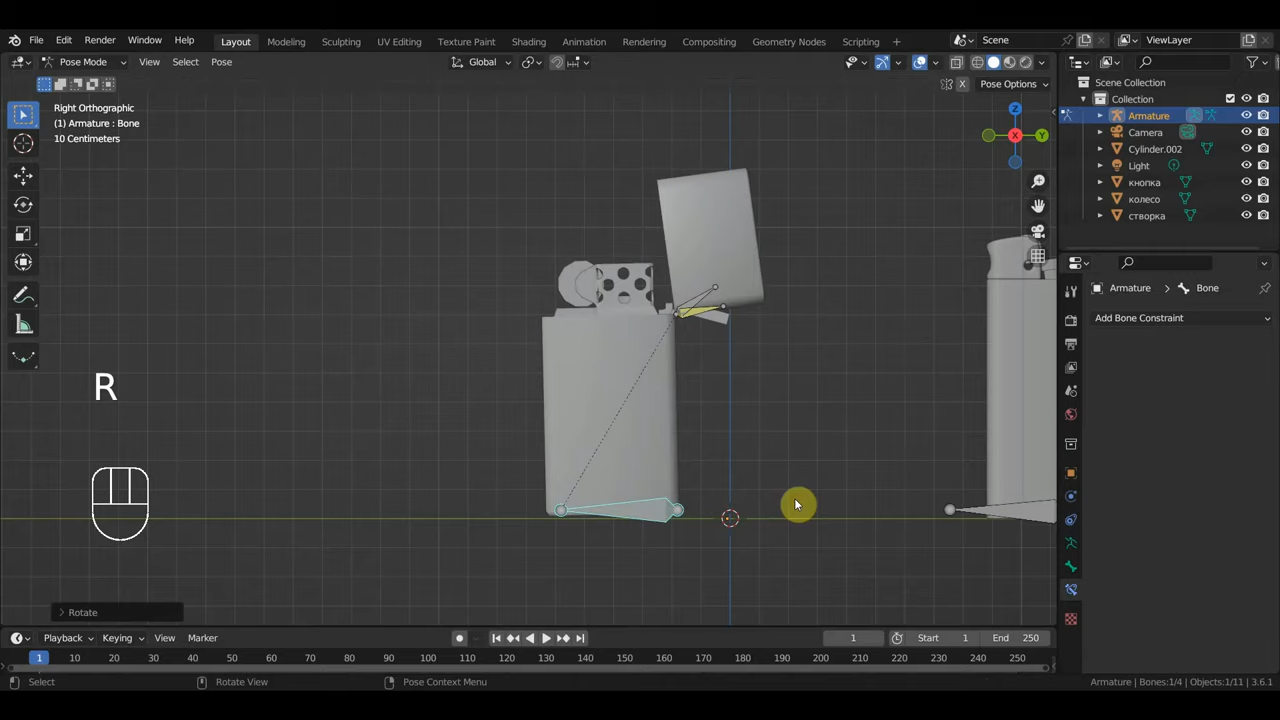 File Edit Render Window Help Layout Modeling Sculpting UV Editing Texture Paint Shading Animation Rendering Compositing Geometry Nodes Scripting + Scene ViewLayer
Pose Mode View Select Pose Global
X Pose Options
Right Orthographic
(1) Armature : Bone
10 Centimeters
Z
X Y
R
Scene Collection
Collection
Armature
Camera
Cylinder.002
Light
кнопка
колесо
створка
Armature Bone
Add Bone Constraint
Rotate
Playback Keying View Marker 1 Start 1 End 250
1 10 20 30 40 50 60 70 80 90 100 110 120 130 140 150 160 170 180 190 200 210 220 230 240 250
Select Rotate View Pose Context Menu Armature | Bones:1/4 | Objects:1/11 | 3.6.1